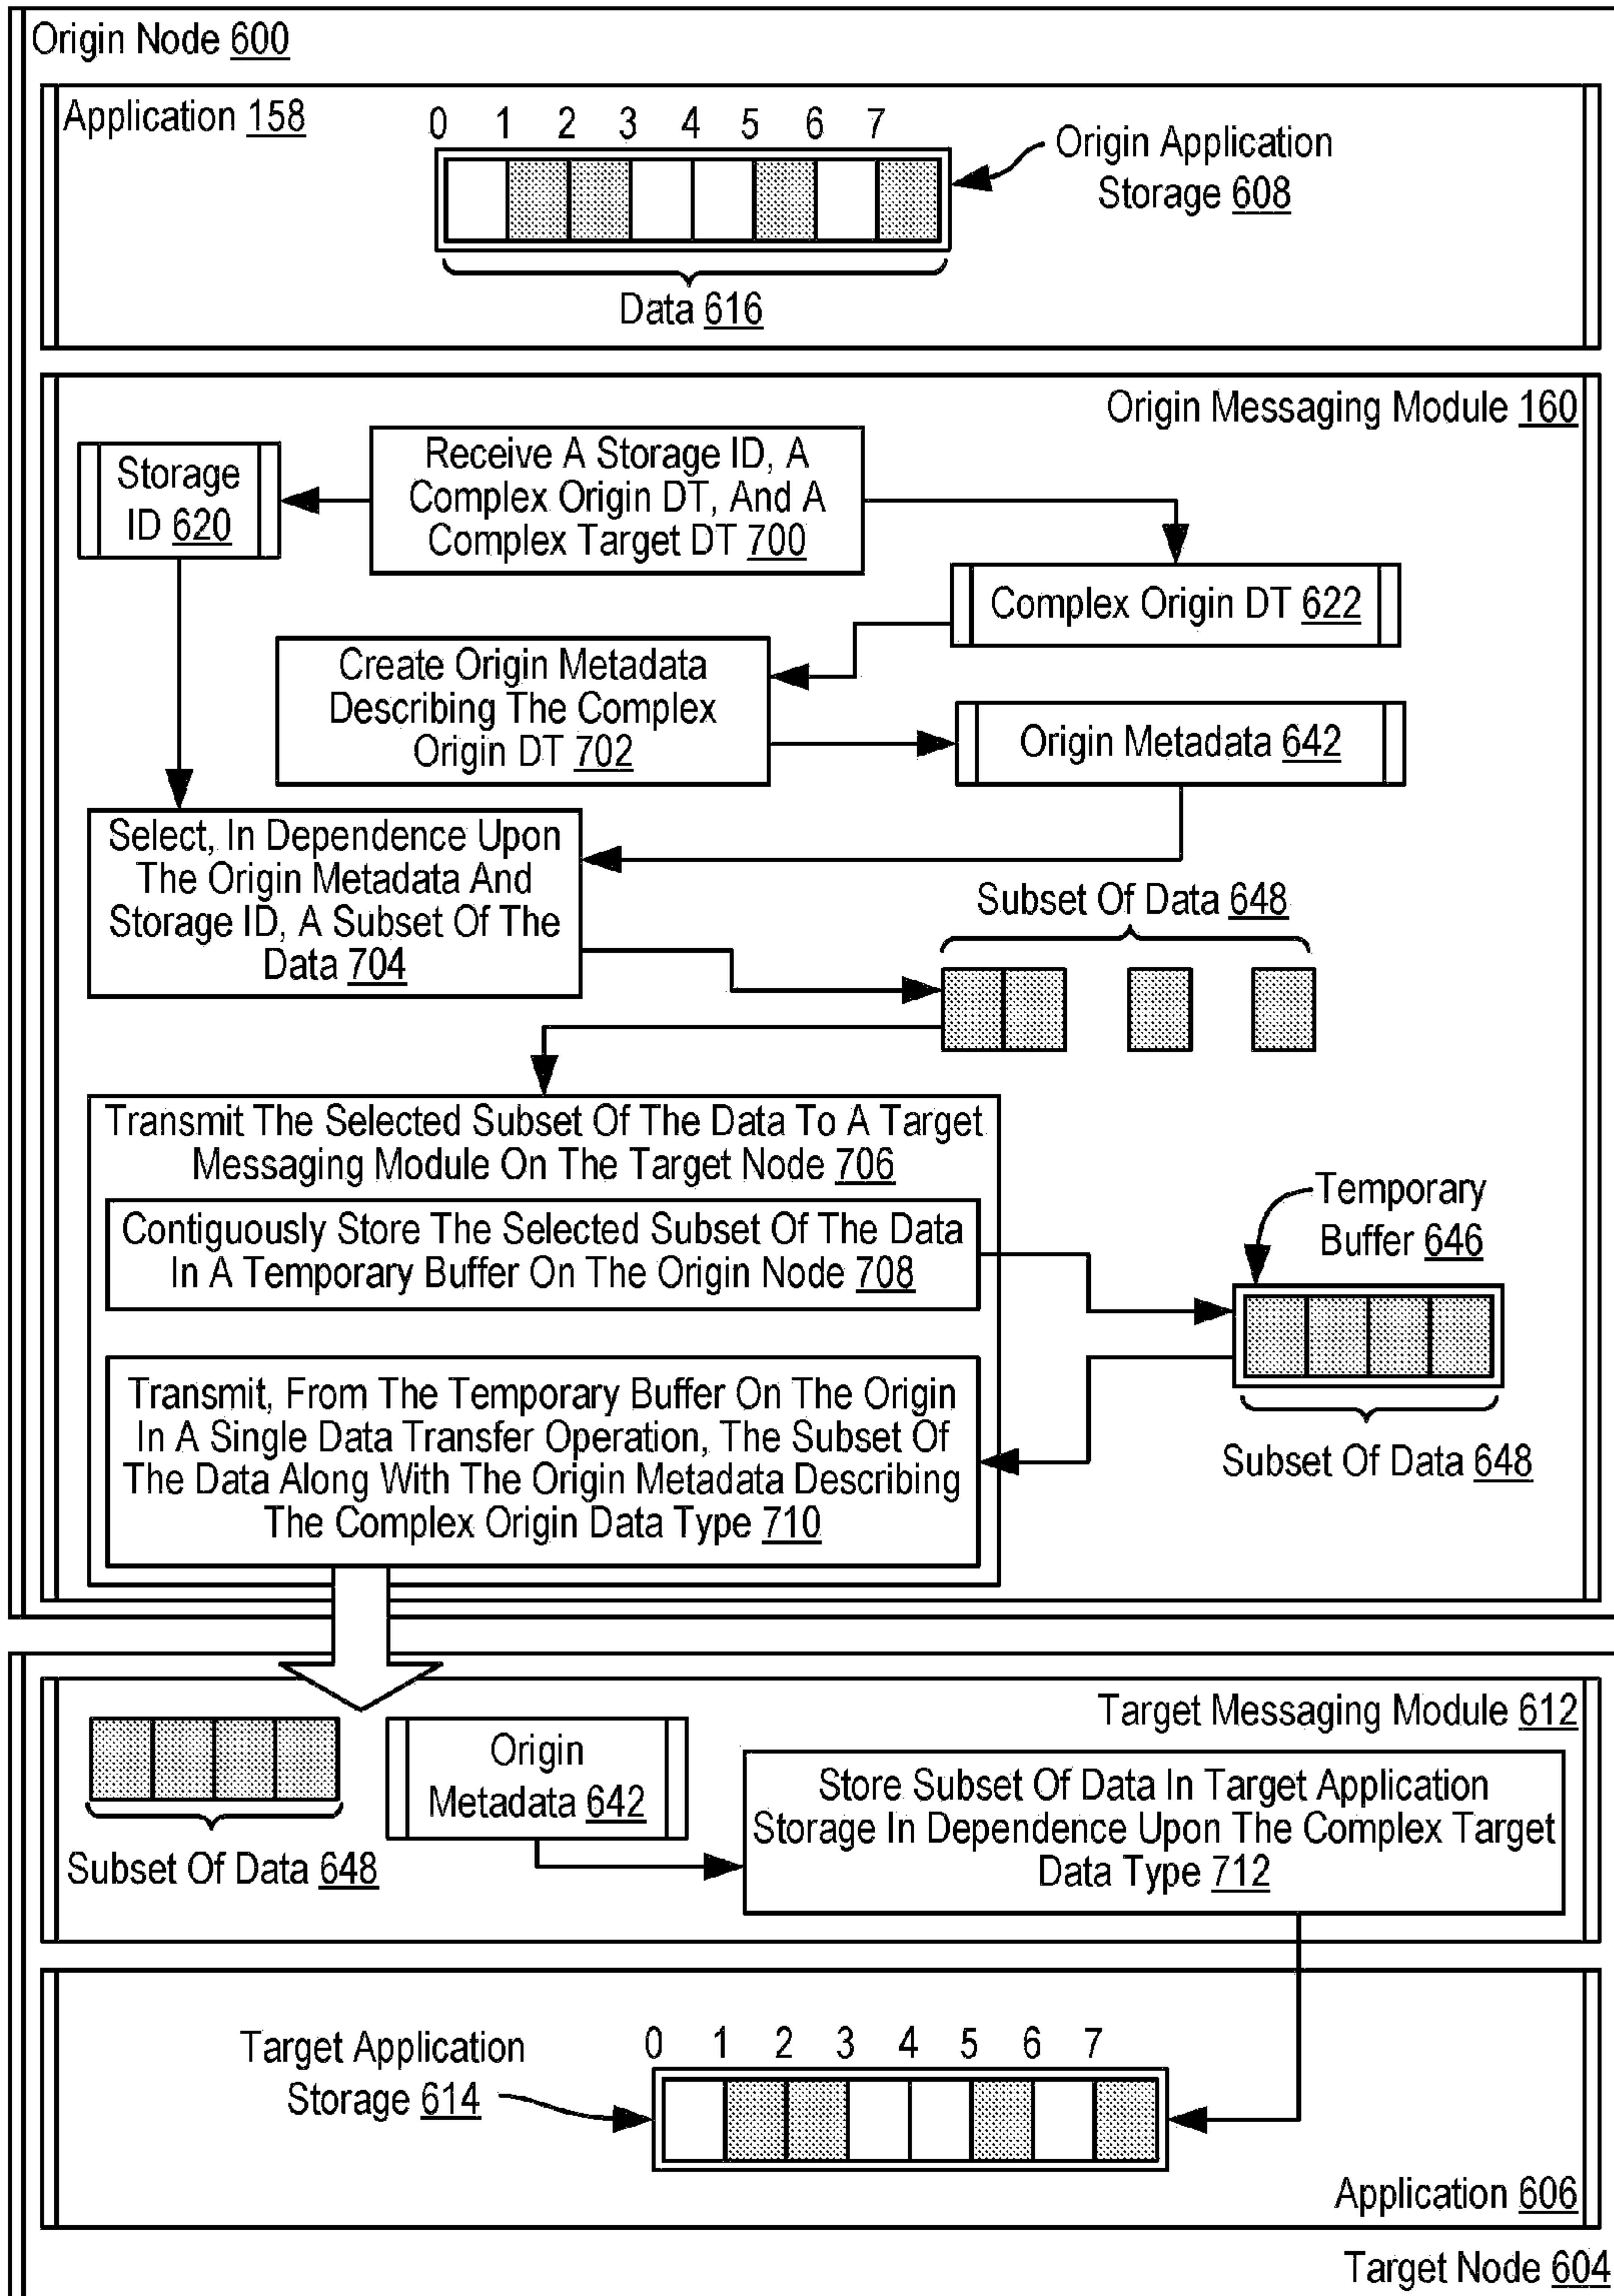 Origin Node 600
Application 158
0 1 2 3 4 5 6 7
Origin Application
Storage 608
Data 616
Origin Messaging Module 160
Storage
ID 620
Receive A Storage ID, A
Complex Origin DT, And A
Complex Target DT 700
Complex Origin DT 622
Create Origin Metadata
Describing The Complex
Origin DT 702
Origin Metadata 642
Select, In Dependence Upon
The Origin Metadata And
Storage ID, A Subset Of The
Data 704
Subset Of Data 648
Transmit The Selected Subset Of The Data To A Target
Messaging Module On The Target Node 706
Contiguously Store The Selected Subset Of The Data
In A Temporary Buffer On The Origin Node 708
Temporary
Buffer 646
Transmit, From The Temporary Buffer On The Origin
In A Single Data Transfer Operation, The Subset Of
The Data Along With The Origin Metadata Describing
The Complex Origin Data Type 710
Subset Of Data 648
Target Messaging Module 612
Subset Of Data 648
Origin
Metadata 642
Store Subset Of Data In Target Application
Storage In Dependence Upon The Complex Target
Data Type 712
Target Application
Storage 614
0 1 2 3 4 5 6 7
Application 606
Target Node 604